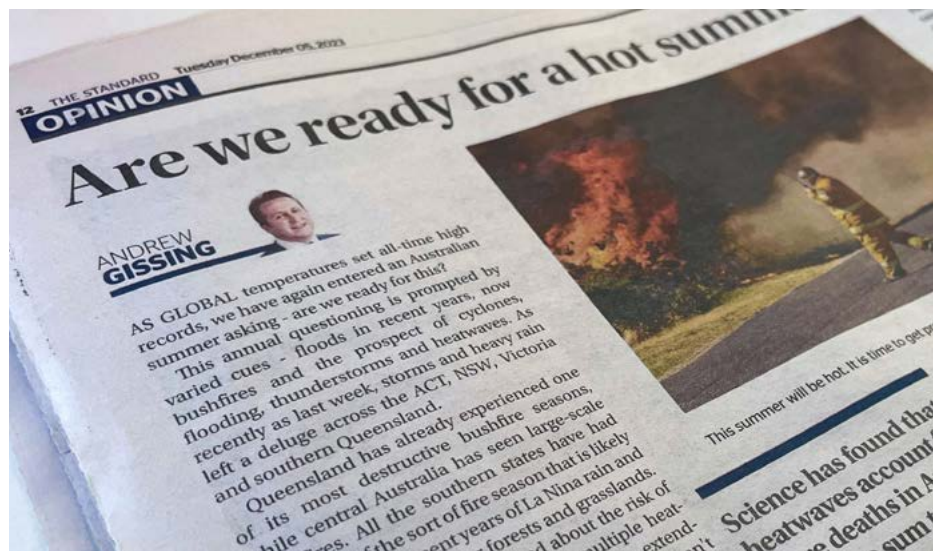 12 THE STANDARD Tuesday December 05, 2023
OPINION
Are we ready for a hot summ
ANDREW
GISSING
AS GLOBAL temperatures set all-time high
records, we have again entered an Australian
summer asking - are we ready for this?
This annual questioning is prompted by
varied cues - floods in recent years, now
bushfires and the prospect of cyclones,
flooding, thunderstorms and heatwaves. As
recently as last week, storms and heavy rain
left a deluge across the ACT, NSW, Victoria
and southern Queensland.
Queensland has already experienced one
of its most destructive bushfire seasons,
hile central Australia has seen large-scale
res. All the southern states have had
the sort of fire season that is likely
ent years of La Nina rain and
forests and grasslands.
d about the risk of
ultiple heat-
extend-
n't
This summer will be hot. It is time to get pr
Science has found that
heatwaves account
e deaths in A
sum t